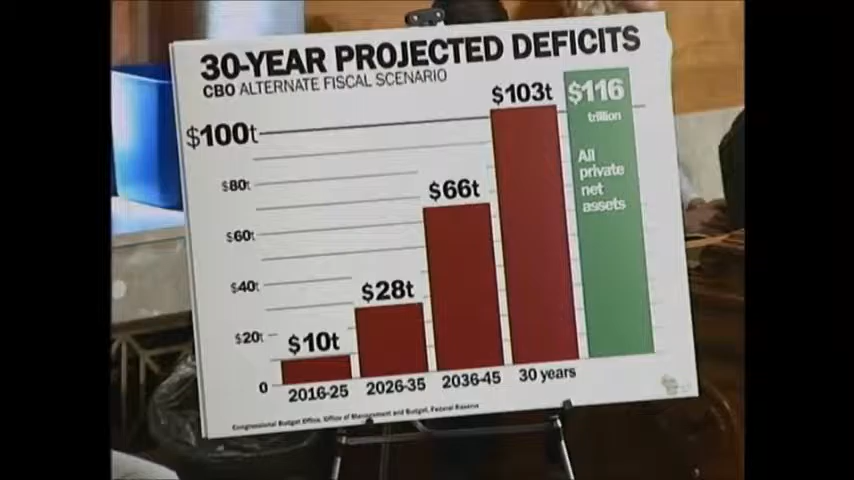 30-YEAR PROJECTED DEFICITS
CBO ALTERNATE FISCAL SCENARIO
$100t
$80t
$60t
$40t
$20t
0
$10t
$28t
$66t
$103t
$116
trillion
All
private
net
assets
2016-25
2026-35
2036-45
30 years
Congressional Budget Office, Office of Management and Budget, Federal Reserve